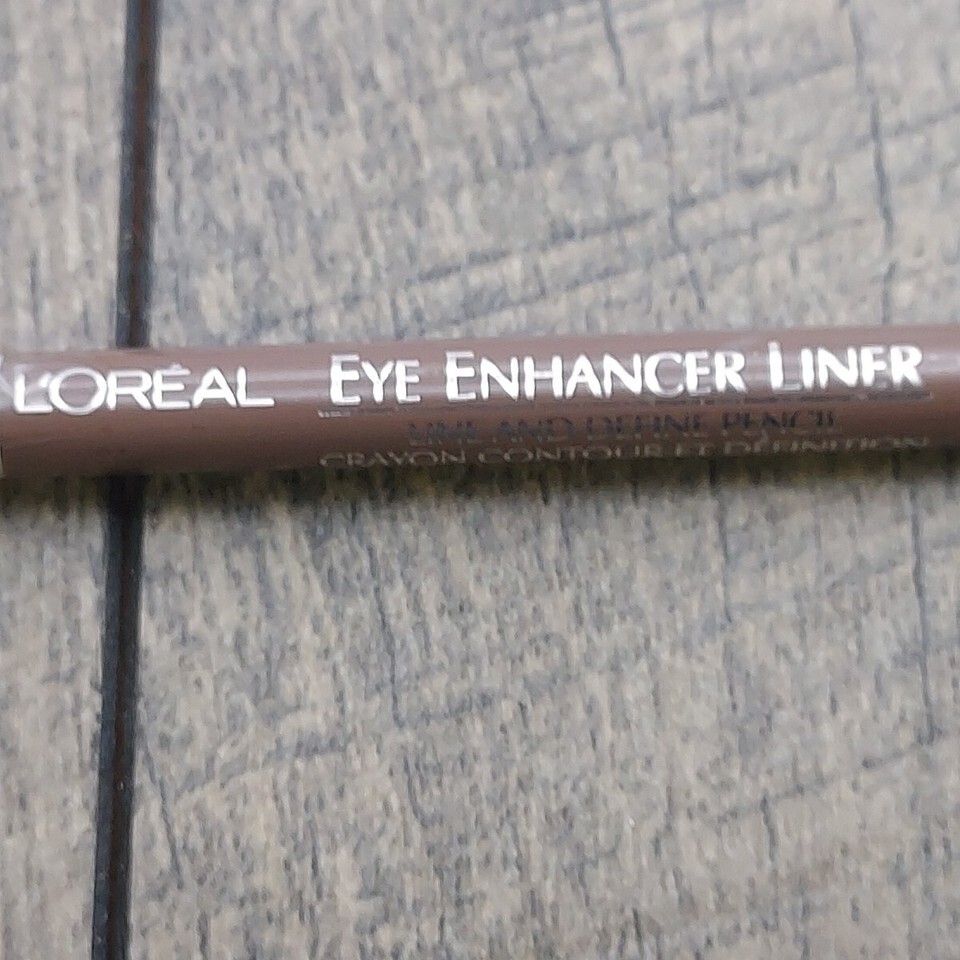 L'ORÉAL EYE ENHANCER LINER
LINE AND DEFINE PENCIL
CRAYON CONTOUR ET DÉFINITION